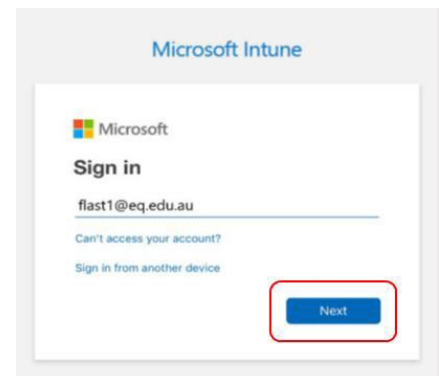 Microsoft Intune
Microsoft
Sign in
flast1@eq.edu.au
Can't access your account?
Sign in from another device
Next